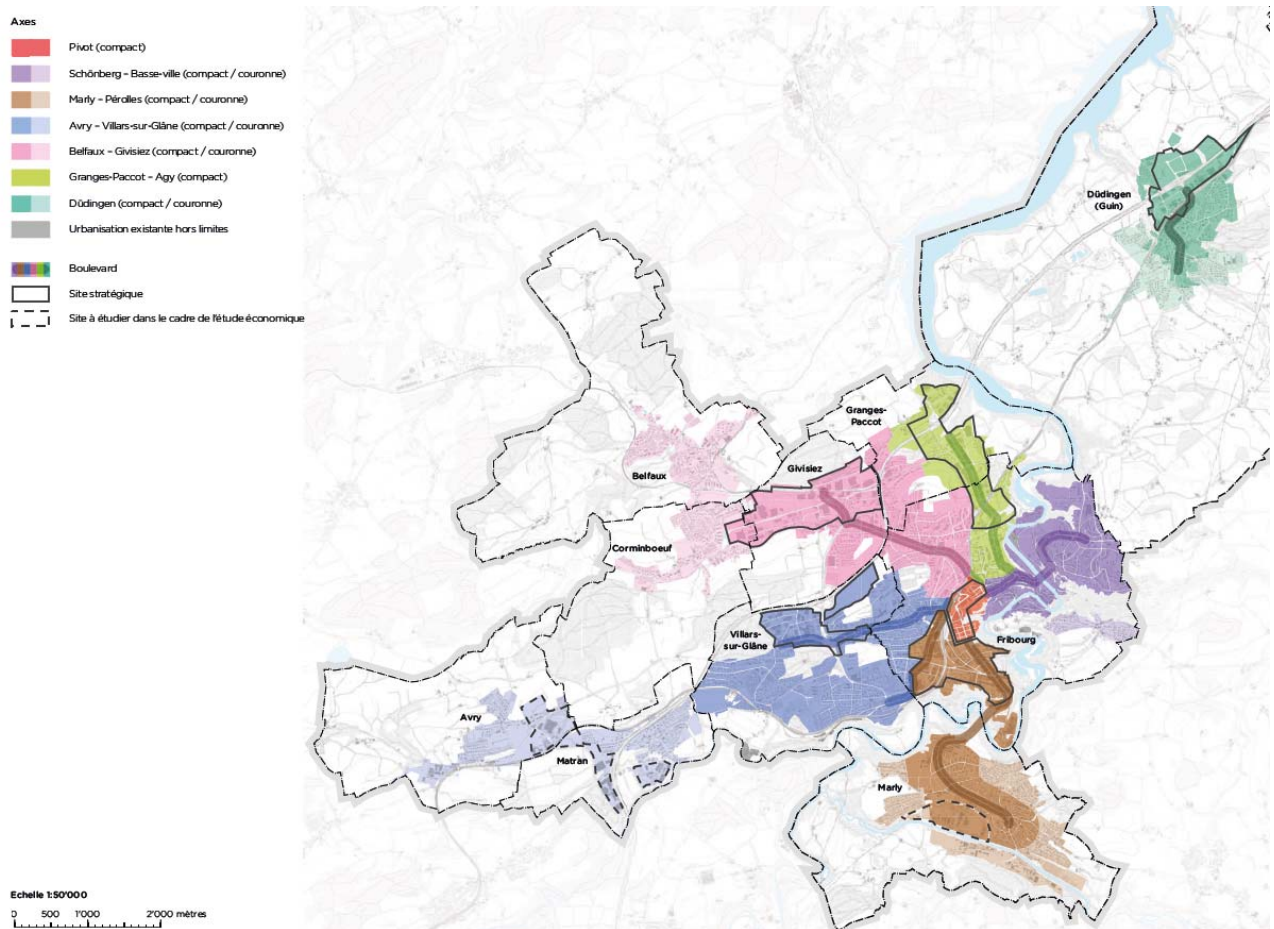 Axes
Pivot (compact)
Schönberg – Basse-ville (compact / couronne)
Marly – Pérolles (compact / couronne)
Avry – Villars-sur-Glâne (compact / couronne)
Belfaux – Givisiez (compact / couronne)
Granges-Paccot – Agy (compact)
Düdingen (compact / couronne)
Urbanisation existante hors limites
Boulevard
Site stratégique
Site à étudier dans le cadre de l'étude économique
Düdingen
(Guin)
Granges-
Paccot
Givisiez
Belfaux
Corminboeuf
Villars-
sur-Glâne
Fribourg
Avry
Matran
Marly
Echelle 1:50'000
0 500 1'000 2'000 mètres